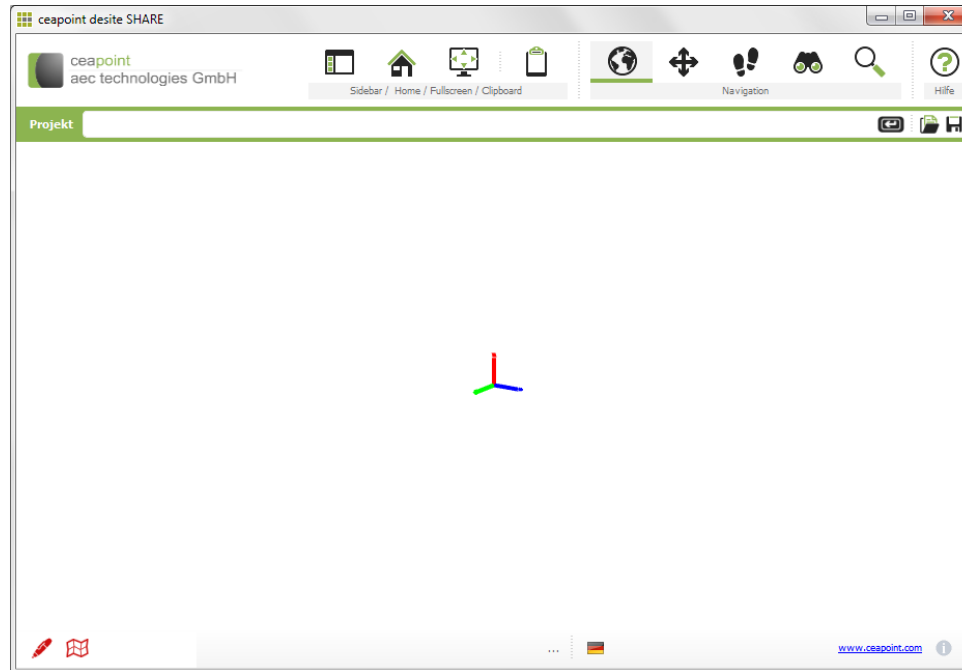 ceapoint desite SHARE
ceapoint
aec technologies GmbH
Sidebar / Home / Fullscreen / Clipboard
Navigation
Hilfe
Projekt
...
www.ceapoint.com